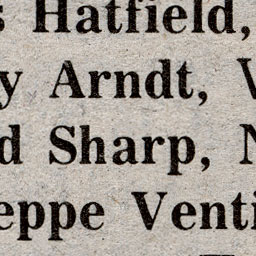 s Hatfield,
y Arndt,
d Sharp, N
eppe Venti